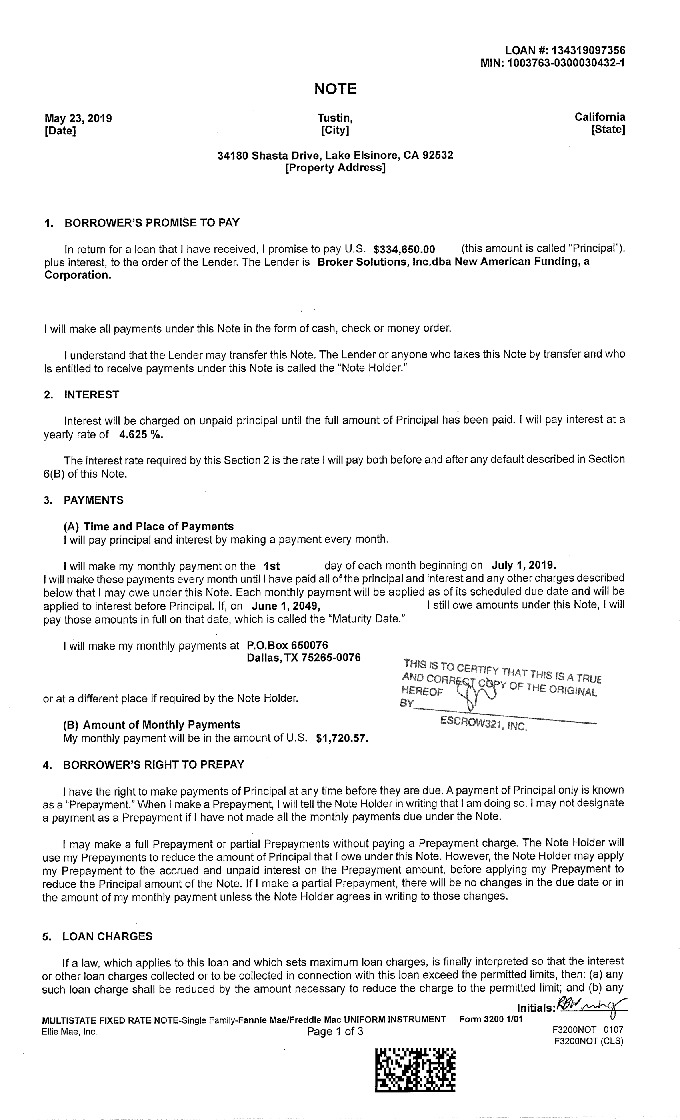 LOAN #: 134319097356
MIN: 1003763-0300030432-1
NOTE
May 23, 2019 Tustin, California
[Date] [City] [State]
34180 Shasta Drive, Lake Elsinore, CA 92532
[Property Address]
1. BORROWER'S PROMISE TO PAY
In return for a loan that I have received, I promise to pay U.S. $334,650.00 (this amount is called "Principal"),
plus interest, to the order of the Lender. The Lender is Broker Solutions, Inc.dba New American Funding, a
Corporation.
I will make all payments under this Note in the form of cash, check or money order.
I understand that the Lender may transfer this Note. The Lender or anyone who takes this Note by transfer and who
is entitled to receive payments under this Note is called the "Note Holder."
2. INTEREST
Interest will be charged on unpaid principal until the full amount of Principal has been paid. I will pay interest at a
yearly rate of 4.625 %.
The interest rate required by this Section 2 is the rate I will pay both before and after any default described in Section
6(B) of this Note.
3. PAYMENTS
(A) Time and Place of Payments
I will pay principal and interest by making a payment every month.
I will make my monthly payment on the 1st day of each month beginning on July 1, 2019.
I will make these payments every month until I have paid all of the principal and interest and any other charges described
below that I may owe under this Note. Each monthly payment will be applied as of its scheduled due date and will be
applied to interest before Principal. If, on June 1, 2049, I still owe amounts under this Note, I will
pay those amounts in full on that date, which is called the "Maturity Date."
I will make my monthly payments at P.O.Box 650076
Dallas, TX 75265-0076
THIS IS TO CERTIFY THAT THIS IS A TRUE
AND CORRECT COPY OF THE ORIGINAL
HEREOF
BY
ESCROW321, INC.
or at a different place if required by the Note Holder.
(B) Amount of Monthly Payments
My monthly payment will be in the amount of U.S. $1,720.57.
4. BORROWER'S RIGHT TO PREPAY
I have the right to make payments of Principal at any time before they are due. A payment of Principal only is known
as a "Prepayment." When I make a Prepayment, I will tell the Note Holder in writing that I am doing so. I may not designate
a payment as a Prepayment if I have not made all the monthly payments due under the Note.
I may make a full Prepayment or partial Prepayments without paying a Prepayment charge. The Note Holder will
use my Prepayments to reduce the amount of Principal that I owe under this Note. However, the Note Holder may apply
my Prepayment to the accrued and unpaid interest on the Prepayment amount, before applying my Prepayment to
reduce the Principal amount of the Note. If I make a partial Prepayment, there will be no changes in the due date or in
the amount of my monthly payment unless the Note Holder agrees in writing to those changes.
5. LOAN CHARGES
If a law, which applies to this loan and which sets maximum loan charges, is finally interpreted so that the interest
or other loan charges collected or to be collected in connection with this loan exceed the permitted limits, then: (a) any
such loan charge shall be reduced by the amount necessary to reduce the charge to the permitted limit; and (b) any
Initials:
MULTISTATE FIXED RATE NOTE-Single Family-Fannie Mae/Freddie Mac UNIFORM INSTRUMENT Form 3200 1/01
Ellie Mae, Inc. Page 1 of 3 F3200NOT 0107
F3200NOT (CLS)